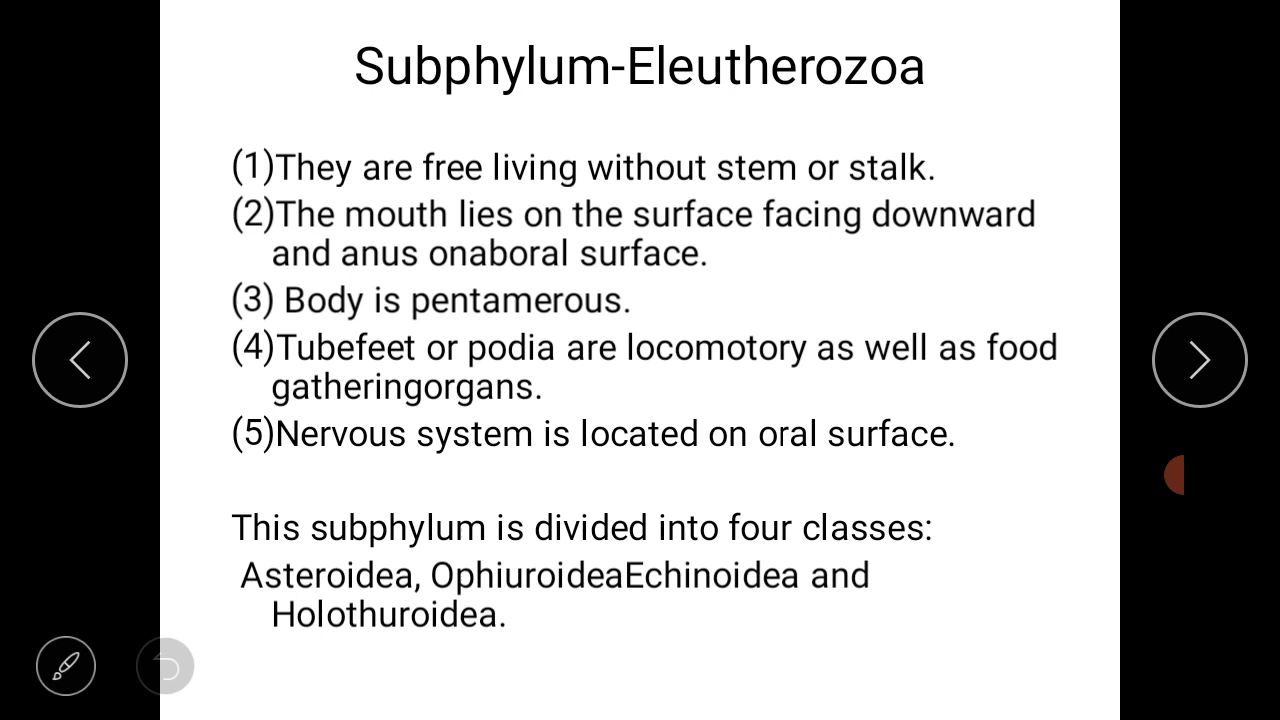 Subphylum-Eleutherozoa
(1)They are free living without stem or stalk.
(2)The mouth lies on the surface facing downward
and anus onaboral surface.
(3) Body is pentamerous.
(4)Tubefeet or podia are locomotory as well as food
gatheringorgans.
(5)Nervous system is located on oral surface.
This subphylum is divided into four classes:
Asteroidea, OphiuroideaEchinoidea and
Holothuroidea.